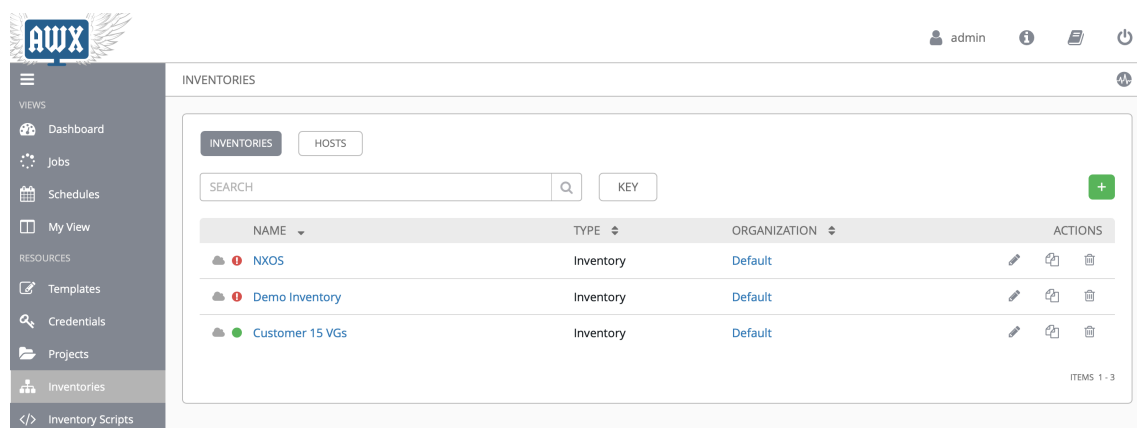 AWX
admin
INVENTORIES
VIEWS
Dashboard
Jobs
Schedules
My View
RESOURCES
Templates
Credentials
Projects
Inventories
Inventory Scripts
INVENTORIES HOSTS
SEARCH KEY +
NAME TYPE ORGANIZATION ACTIONS
NXOS Inventory Default
Demo Inventory Inventory Default
Customer 15 VGs Inventory Default
ITEMS 1 - 3